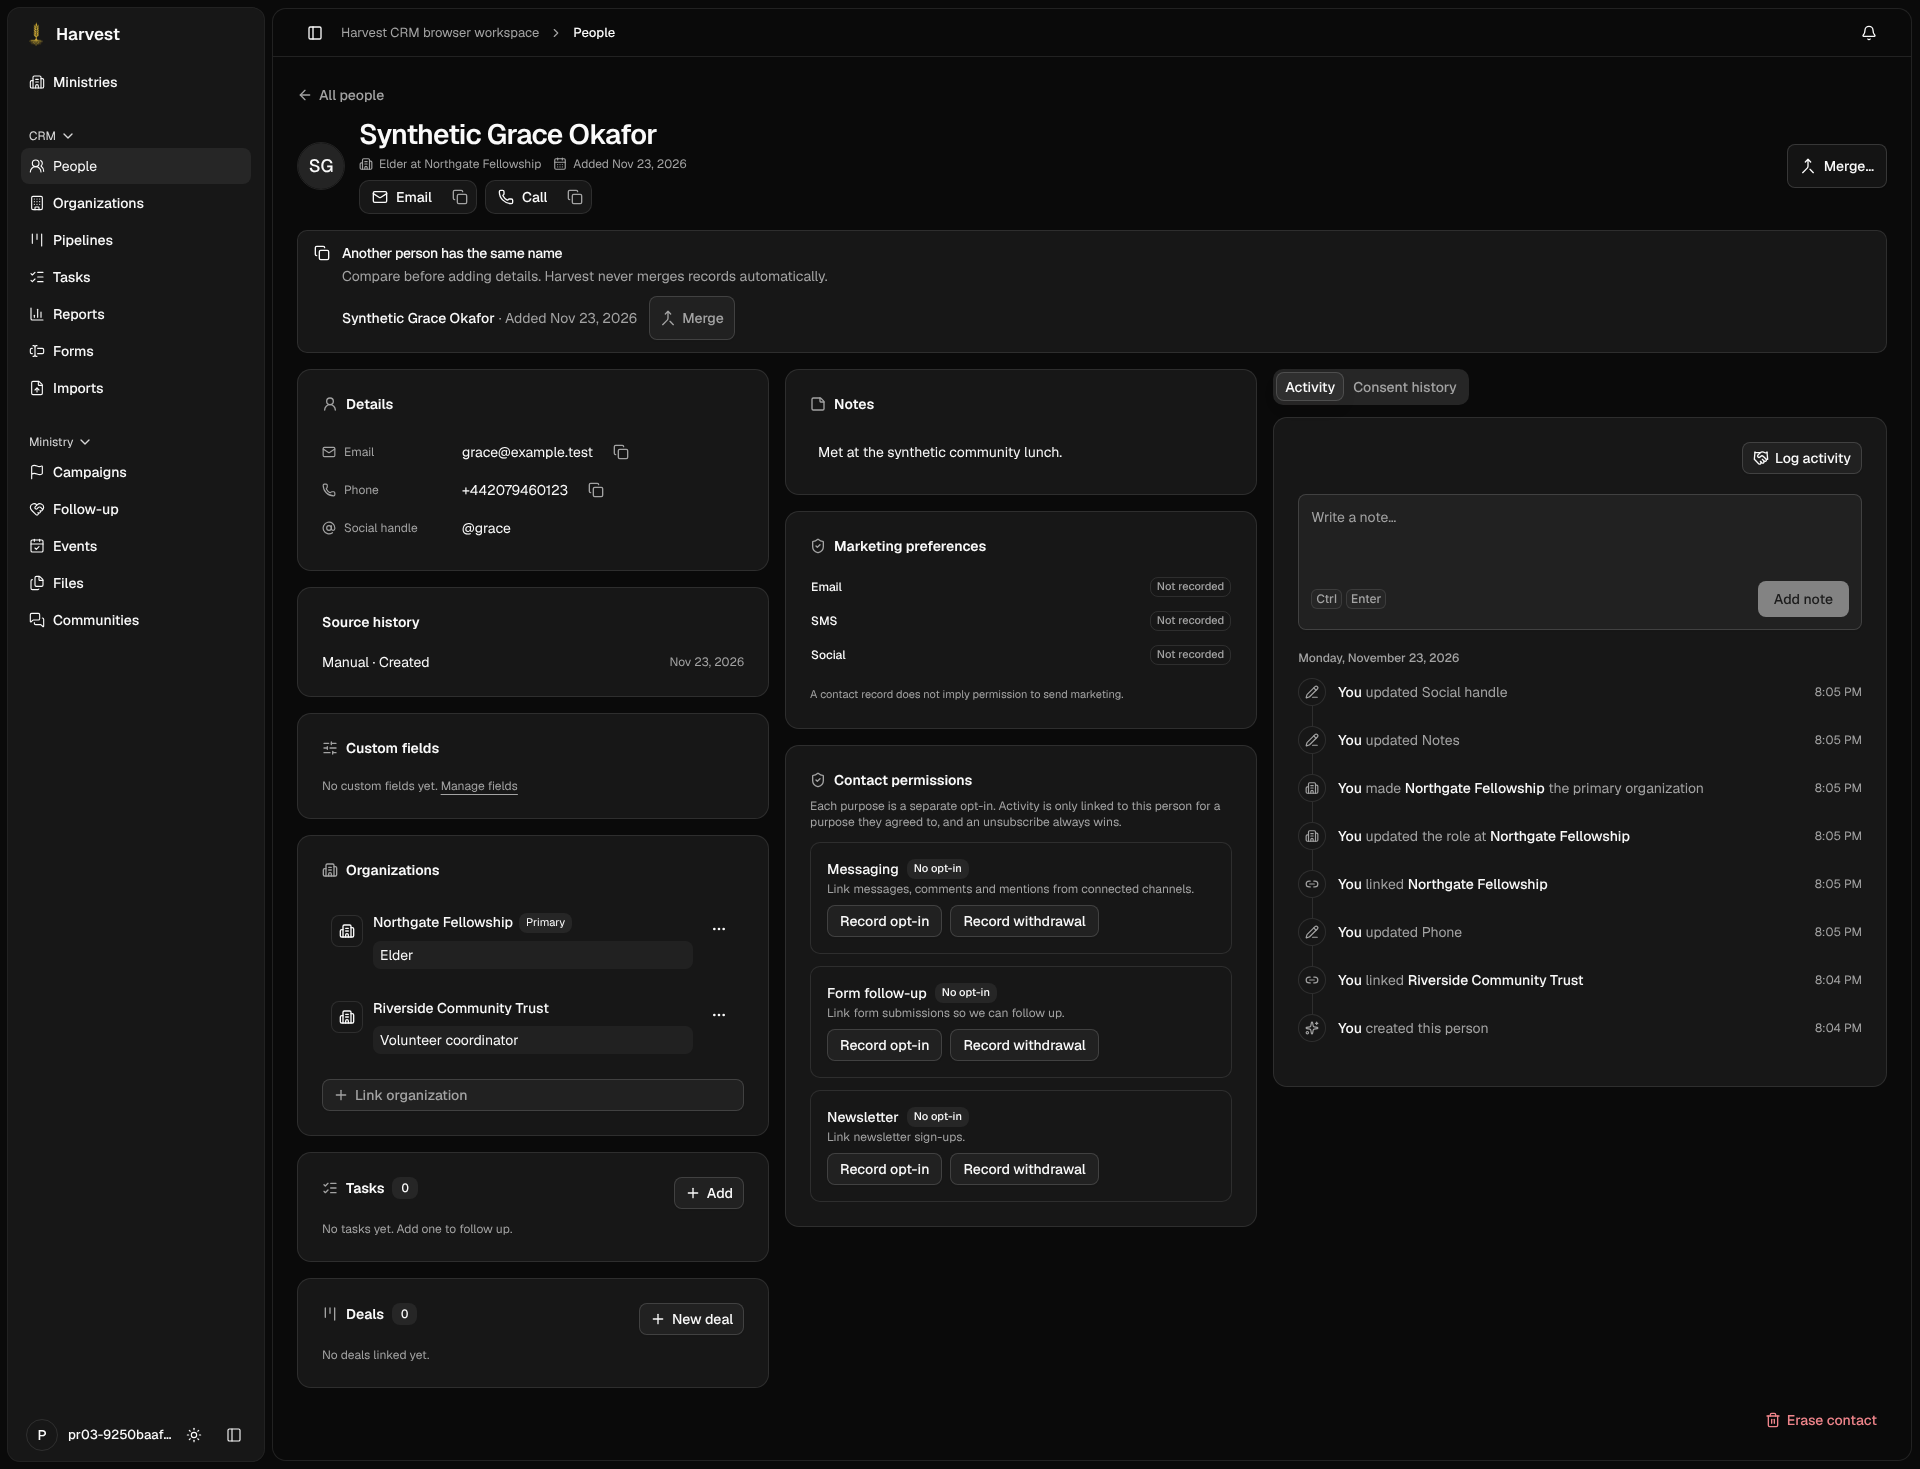 Harvest
Ministries
CRM
People
Organizations
Pipelines
Tasks
Reports
Forms
Imports
Ministry
Campaigns
Follow-up
Events
Files
Communities
P pr03-9250baaf...
Harvest CRM browser workspace > People
All people
SG
Synthetic Grace Okafor
Elder at Northgate Fellowship Added Nov 23, 2026
Email Call
Merge...
Another person has the same name
Compare before adding details. Harvest never merges records automatically.
Synthetic Grace Okafor · Added Nov 23, 2026 Merge
Details
Email grace@example.test
Phone +442079460123
Social handle @grace
Source history
Manual · Created Nov 23, 2026
Custom fields
No custom fields yet. Manage fields
Organizations
Northgate Fellowship Primary
Elder
Riverside Community Trust
Volunteer coordinator
+ Link organization
Tasks 0
+ Add
No tasks yet. Add one to follow up.
Deals 0
+ New deal
No deals linked yet.
Notes
Met at the synthetic community lunch.
Marketing preferences
Email Not recorded
SMS Not recorded
Social Not recorded
A contact record does not imply permission to send marketing.
Contact permissions
Each purpose is a separate opt-in. Activity is only linked to this person for a
purpose they agreed to, and an unsubscribe always wins.
Messaging No opt-in
Link messages, comments and mentions from connected channels.
Record opt-in Record withdrawal
Form follow-up No opt-in
Link form submissions so we can follow up.
Record opt-in Record withdrawal
Newsletter No opt-in
Link newsletter sign-ups.
Record opt-in Record withdrawal
Activity Consent history
Log activity
Write a note...
Ctrl Enter
Add note
Monday, November 23, 2026
You updated Social handle 8:05 PM
You updated Notes 8:05 PM
You made Northgate Fellowship the primary organization 8:05 PM
You updated the role at Northgate Fellowship 8:05 PM
You linked Northgate Fellowship 8:05 PM
You updated Phone 8:05 PM
You linked Riverside Community Trust 8:04 PM
You created this person 8:04 PM
Erase contact